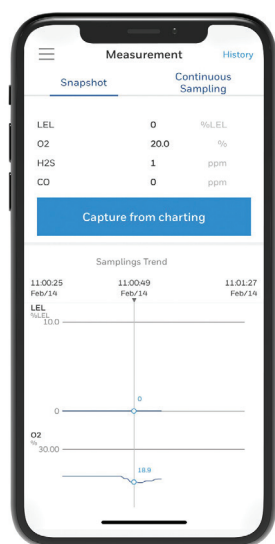 Measurement
History
Snapshot
Continuous
Sampling
LEL 0 %LEL
O2 20.0 %
H2S 1 ppm
CO 0 ppm
Capture from charting
Samplings Trend
11:00:25 11:00:49 11:01:27
Feb/14 Feb/14 Feb/14
LEL
%LEL
10.0
0
0
O2
%
30.00
18.9